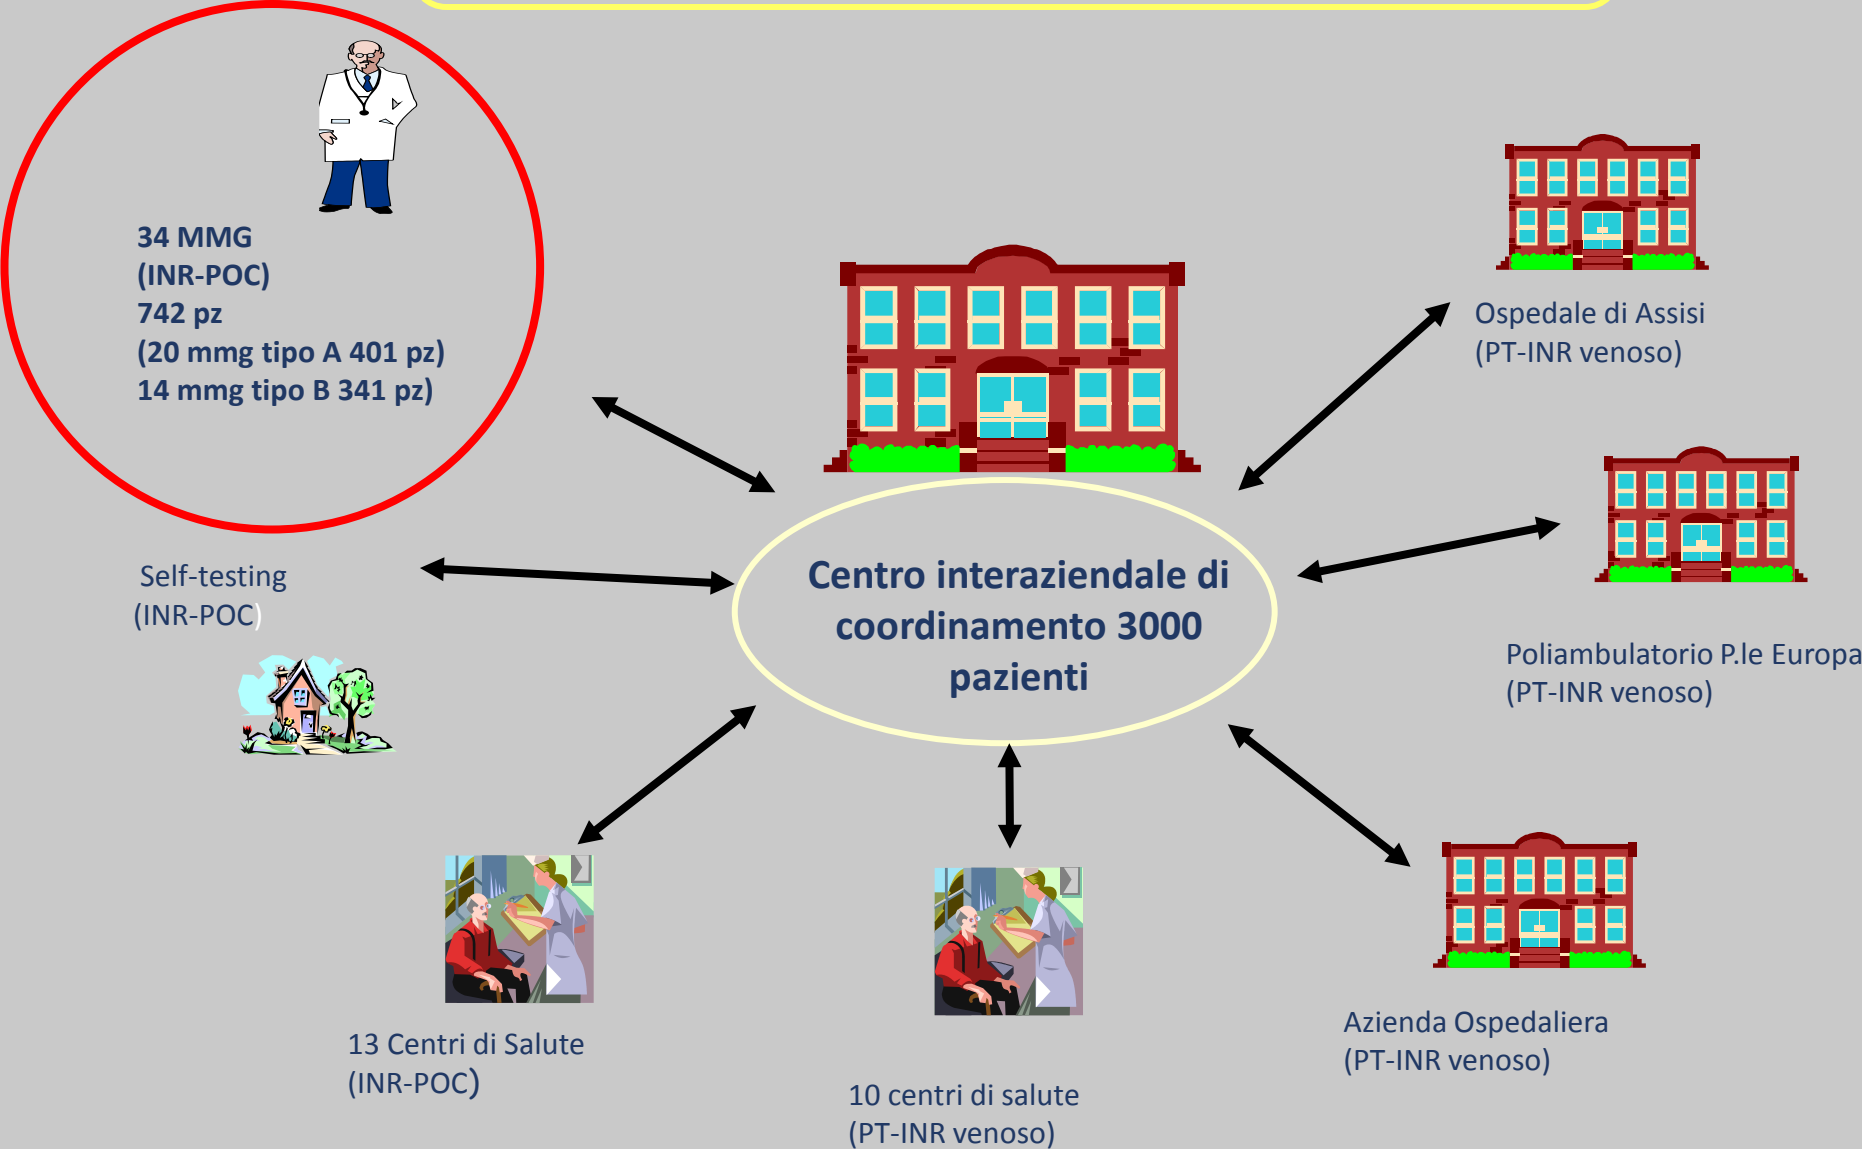 34 MMG
(INR-POC)
742 pz
(20 mmg tipo A 401 pz)
14 mmg tipo B 341 pz)
Ospedale di Assisi
(PT-INR venoso)
Self-testing
(INR-POC)
Centro interaziendale di
coordinamento 3000
pazienti
Poliambulatorio P.le Europa
(PT-INR venoso)
13 Centri di Salute
(INR-POC)
10 centri di salute
(PT-INR venoso)
Azienda Ospedaliera
(PT-INR venoso)